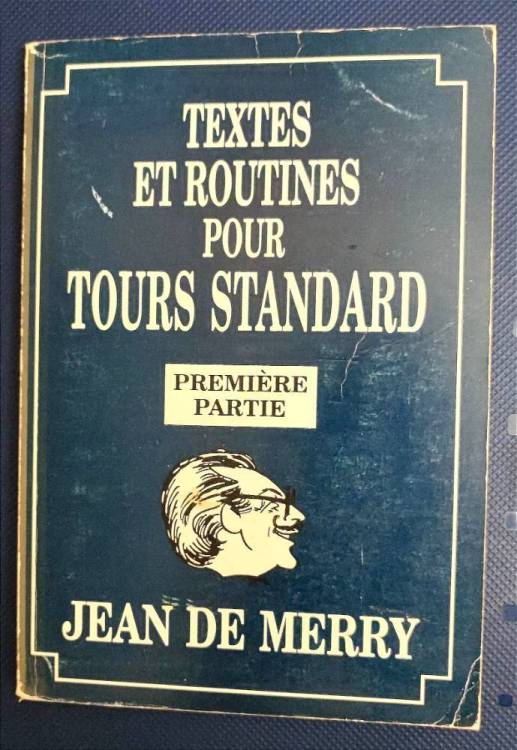 TEXTES
ET ROUTINES
POUR
TOURS STANDARD
PREMIÈRE
PARTIE
JEAN DE MERRY